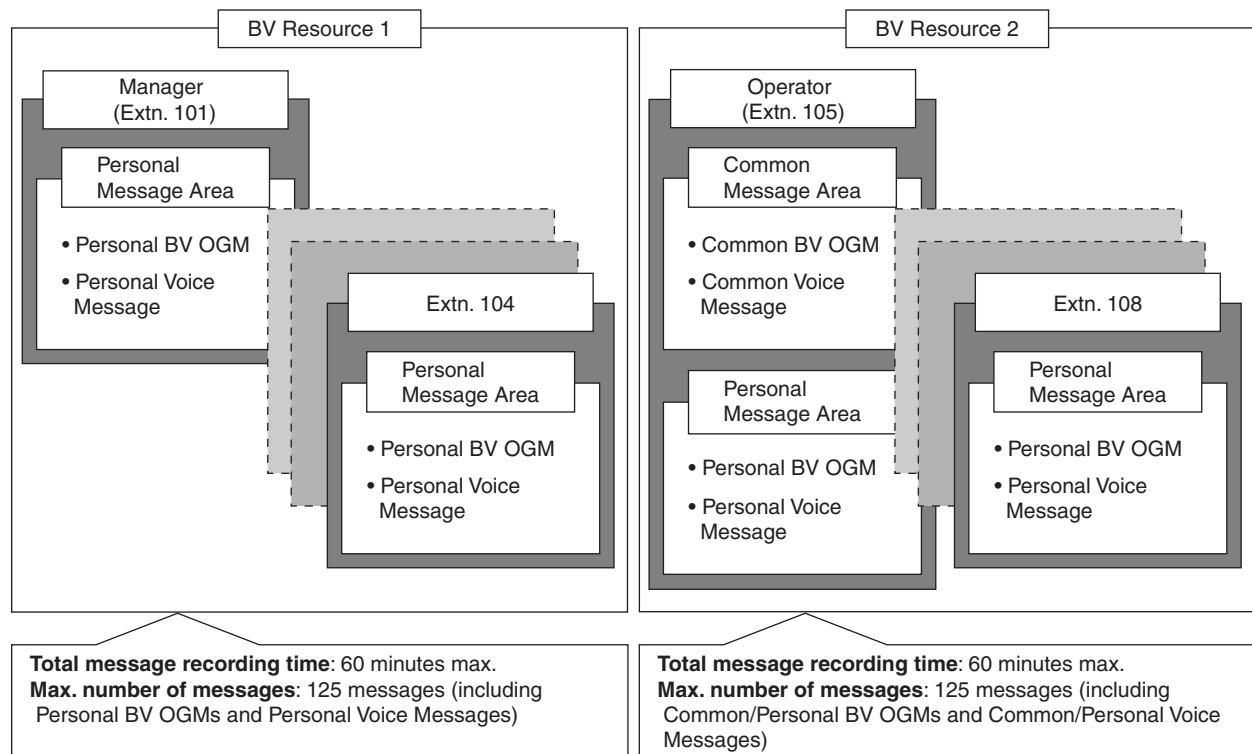 BV Resource 1
Manager
(Extn. 101)
Personal
Message Area
• Personal BV OGM
• Personal Voice
Message
Extn. 104
Personal
Message Area
• Personal BV OGM
• Personal Voice
Message
Total message recording time: 60 minutes max.
Max. number of messages: 125 messages (including
Personal BV OGMs and Personal Voice Messages)
BV Resource 2
Operator
(Extn. 105)
Common
Message Area
• Common BV OGM
• Common Voice
Message
Personal
Message Area
• Personal BV OGM
• Personal Voice
Message
Extn. 108
Personal
Message Area
• Personal BV OGM
• Personal Voice
Message
Total message recording time: 60 minutes max.
Max. number of messages: 125 messages (including
Common/Personal BV OGMs and Common/Personal Voice
Messages)